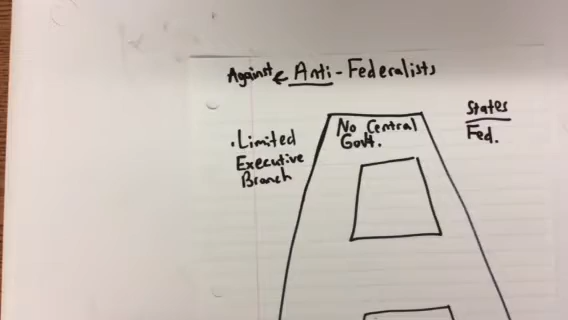 Against ← Anti-Federalists
No Central
Govt.
States
Fed.
·Limited
Executive
Branch